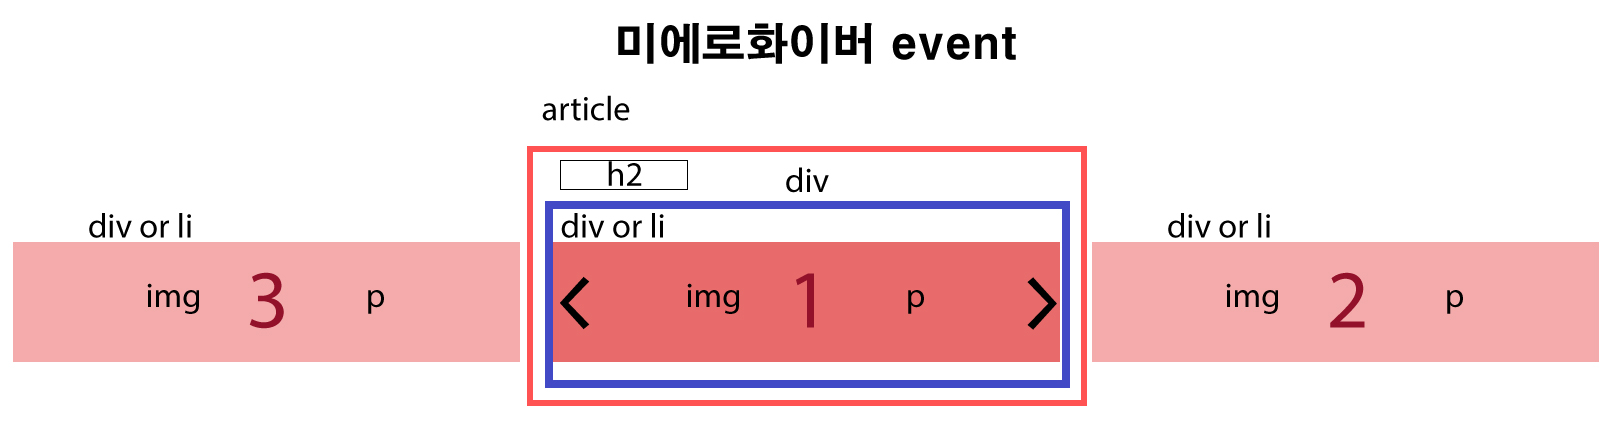 미에로화이버 event
article
h2
div
div or li
div or li
div or li
img 3 p
< img 1 p >
img 2 p